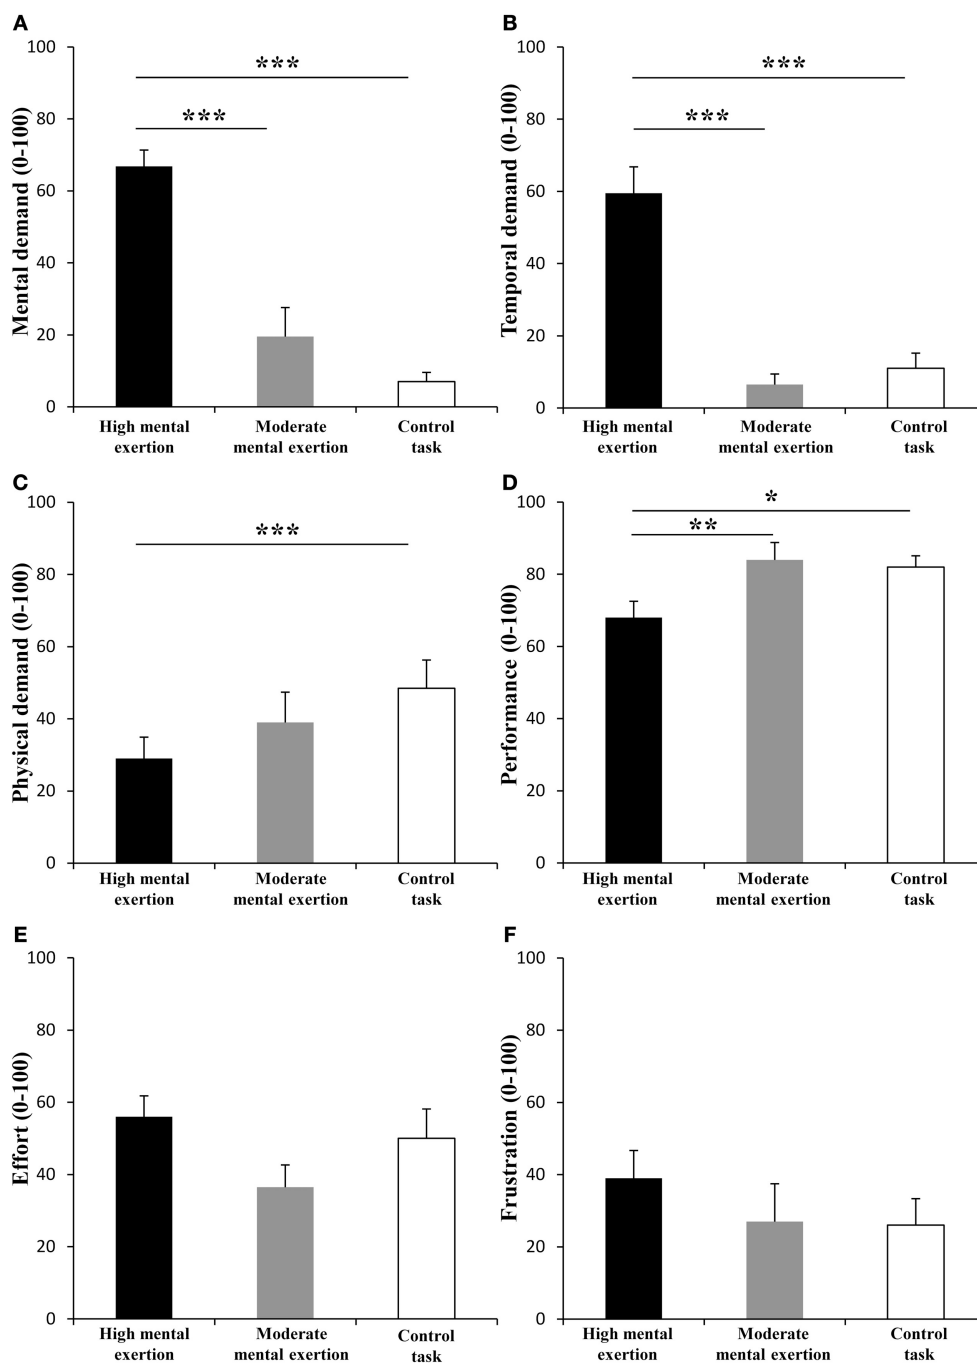 A
Mental demand (0-100)
100
80
60
40
20
0
***
***
High mental
exertion
Moderate
mental exertion
Control
task
B
Temporal demand (0-100)
100
80
60
40
20
0
***
***
High mental
exertion
Moderate
mental exertion
Control
task
C
Physical demand (0-100)
100
80
60
40
20
0
***
High mental
exertion
Moderate
mental exertion
Control
task
D
Performance (0-100)
100
80
60
40
20
0
*
**
High mental
exertion
Moderate
mental exertion
Control
task
E
Effort (0-100)
100
80
60
40
20
0
High mental
exertion
Moderate
mental exertion
Control
task
F
Frustration (0-100)
100
80
60
40
20
0
High mental
exertion
Moderate
mental exertion
Control
task